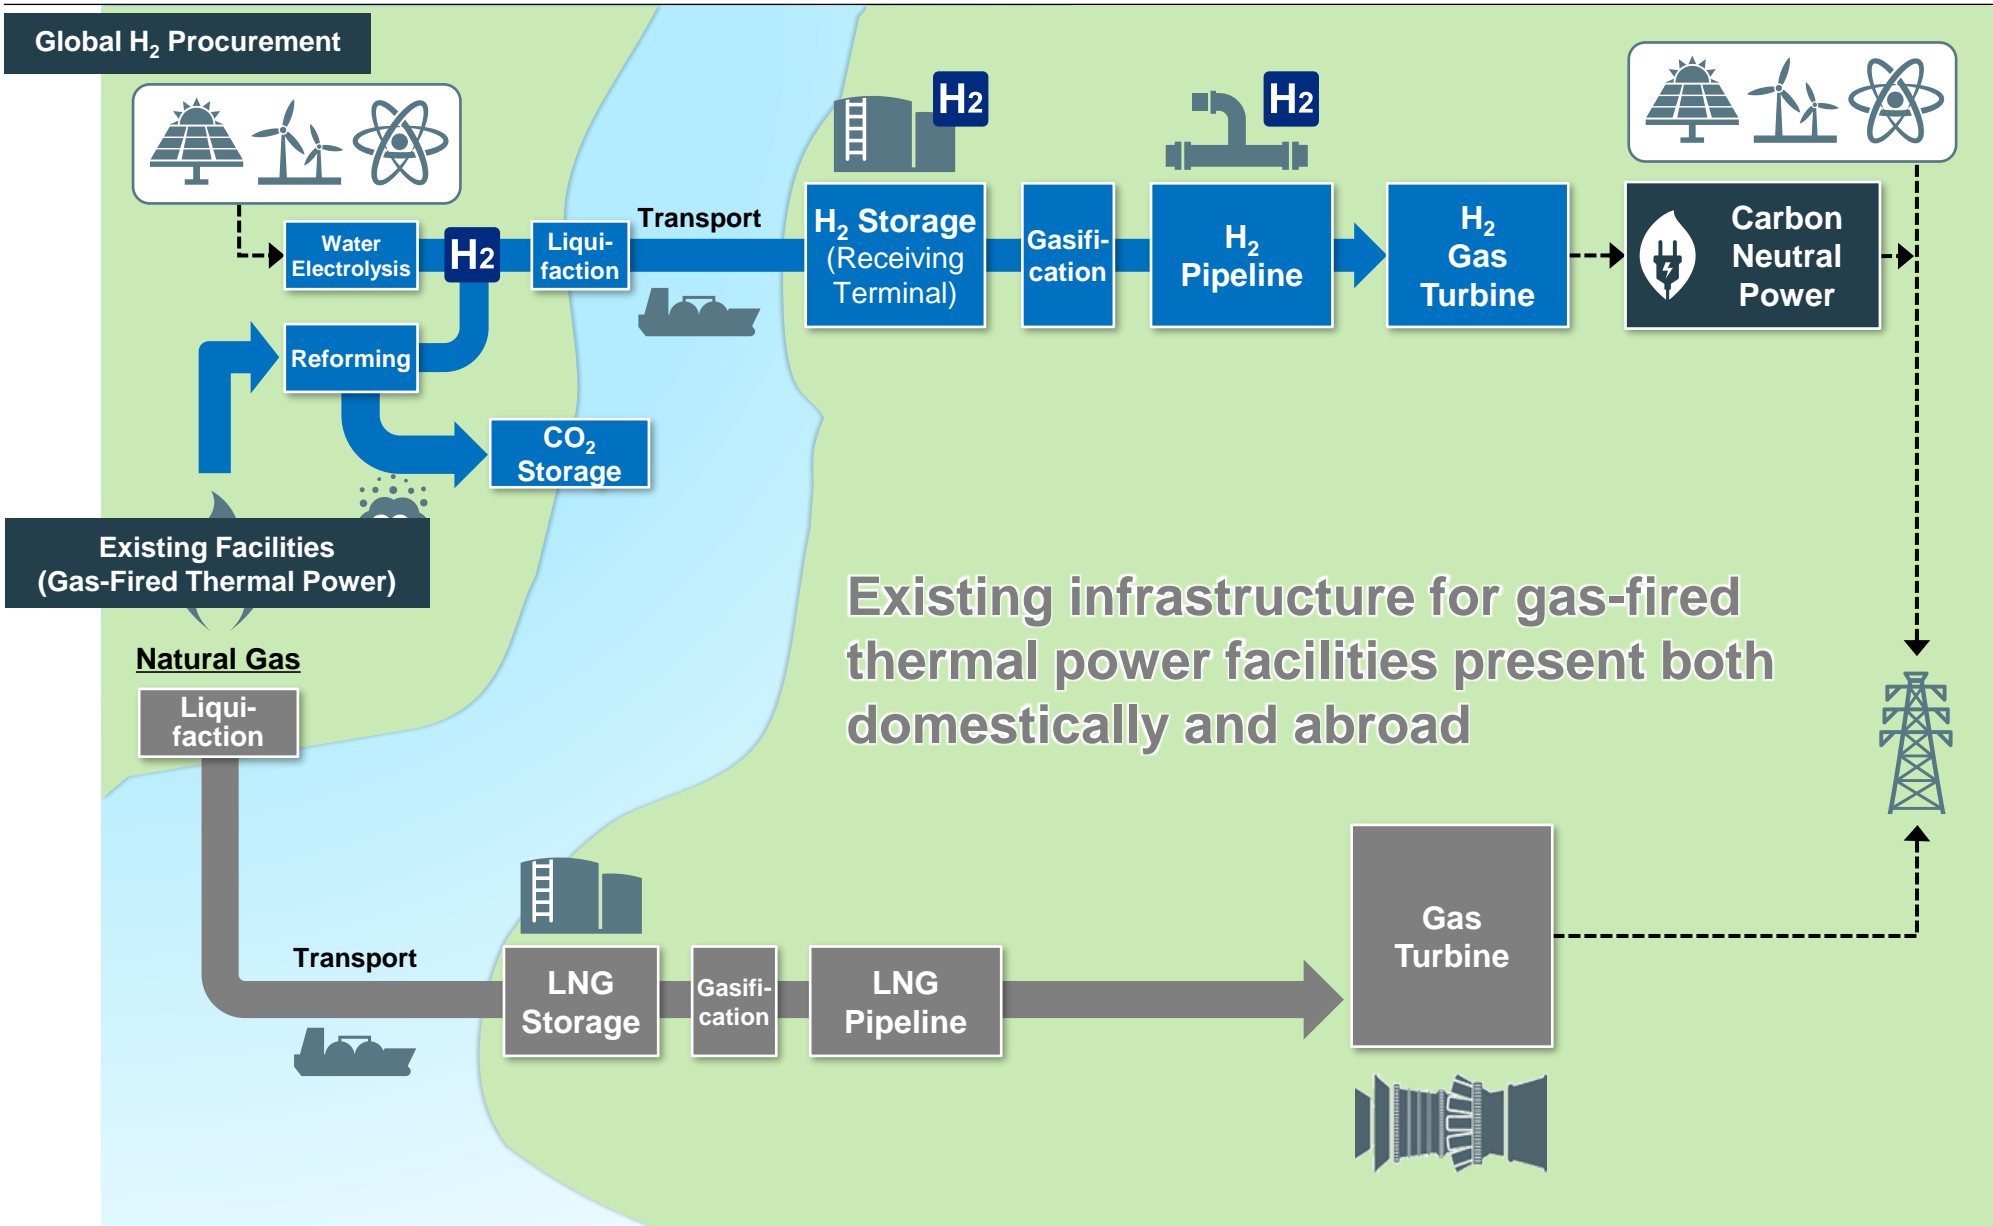 Global H2 Procurement
H2
H2
Transport
H2 Storage
(Receiving
Terminal)
Gasifi-
cation
H2
Pipeline
H2
Gas
Turbine
Carbon
Neutral
Power
Water
Electrolysis
H2
Liqui-
faction
Reforming
CO2
Storage
Existing Facilities
(Gas-Fired Thermal Power)
Natural Gas
Liqui-
faction
Existing infrastructure for gas-fired
thermal power facilities present both
domestically and abroad
Transport
LNG
Storage
Gasifi-
cation
LNG
Pipeline
Gas
Turbine